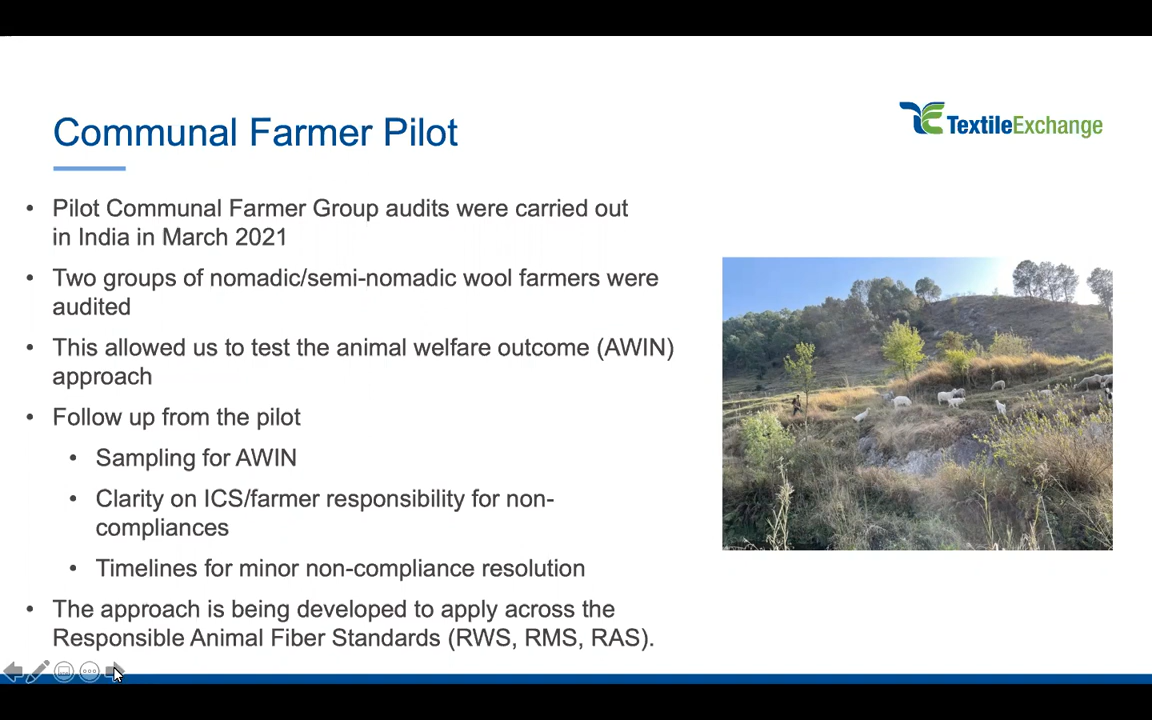 Communal Farmer Pilot
TextileExchange
• Pilot Communal Farmer Group audits were carried out
in India in March 2021
• Two groups of nomadic/semi-nomadic wool farmers were
audited
• This allowed us to test the animal welfare outcome (AWIN)
approach
• Follow up from the pilot
• Sampling for AWIN
• Clarity on ICS/farmer responsibility for non-
compliances
• Timelines for minor non-compliance resolution
• The approach is being developed to apply across the
Responsible Animal Fiber Standards (RWS, RMS, RAS).